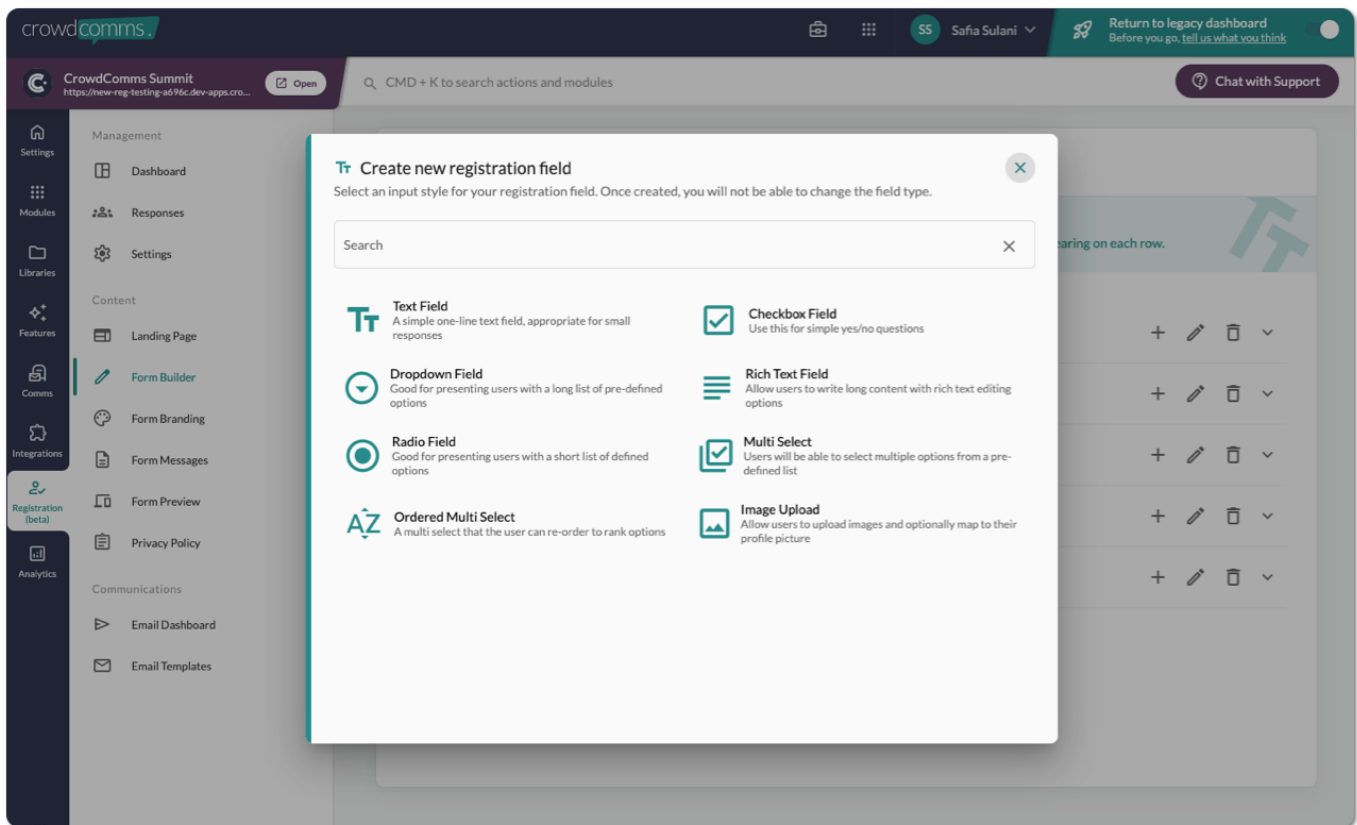 crowdcomms.
SS
Safia Sulani
Return to legacy dashboard
Before you go, tell us what you think
CrowdComms Summit
https://new-reg-testing-a696c.dev-apps.cro...
Open
CMD + K to search actions and modules
Chat with Support
Settings
Modules
Libraries
Features
Comms
Integrations
Registration
(beta)
Analytics
Management
Dashboard
Responses
Settings
Content
Landing Page
Form Builder
Form Branding
Form Messages
Form Preview
Privacy Policy
Communications
Email Dashboard
Email Templates
Create new registration field
Select an input style for your registration field. Once created, you will not be able to change the field type.
Search
Text Field
A simple one-line text field, appropriate for small
responses
Checkbox Field
Use this for simple yes/no questions
Dropdown Field
Good for presenting users with a long list of pre-defined
options
Rich Text Field
Allow users to write long content with rich text editing
options
Radio Field
Good for presenting users with a short list of defined
options
Multi Select
Users will be able to select multiple options from a pre-
defined list
AZ
Ordered Multi Select
A multi select that the user can re-order to rank options
Image Upload
Allow users to upload images and optionally map to their
profile picture
earing on each row.